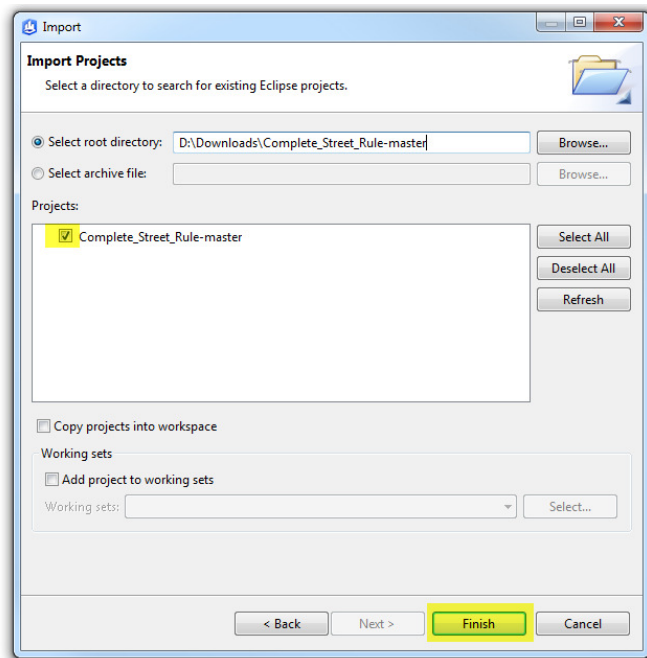 Import
Import Projects
Select a directory to search for existing Eclipse projects.
Select root directory: D:\Downloads\Complete_Street_Rule-master Browse...
Select archive file: Browse...
Projects:
Complete_Street_Rule-master
Select All
Deselect All
Refresh
Copy projects into workspace
Working sets
Add project to working sets
Working sets: Select...
< Back Next > Finish Cancel